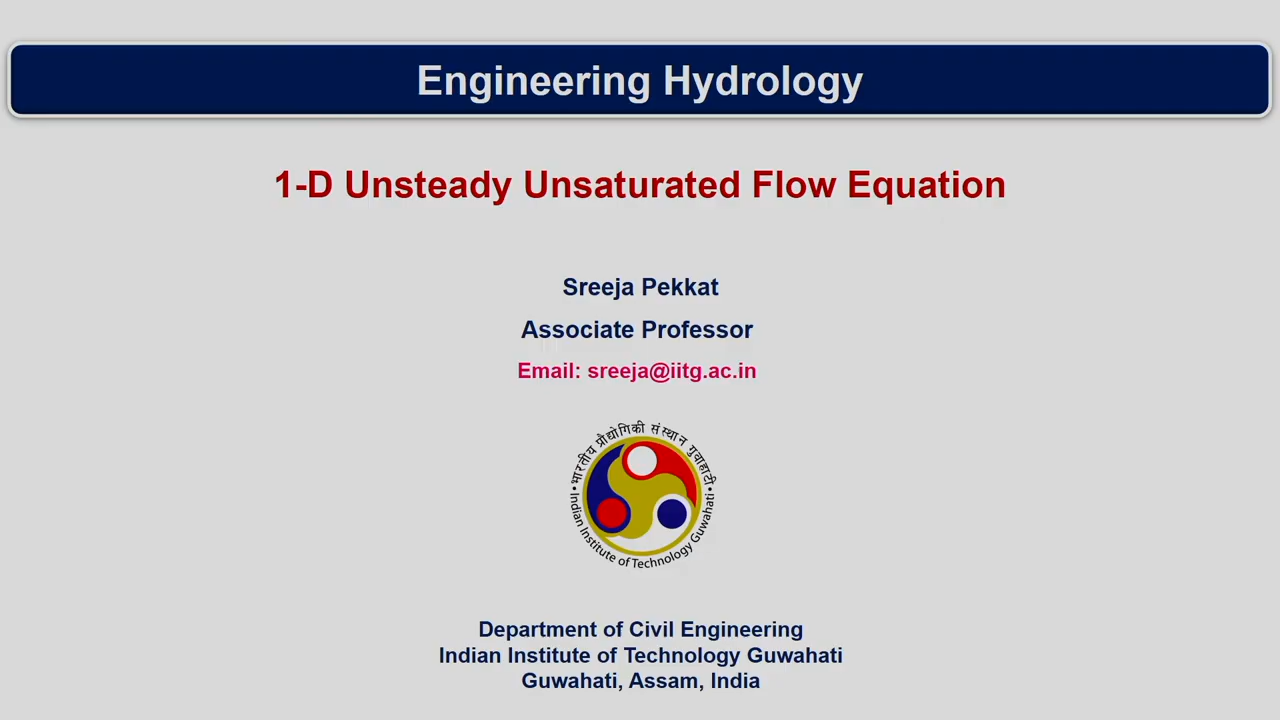 Engineering Hydrology
1-D Unsteady Unsaturated Flow Equation
Sreeja Pekkat
Associate Professor
Email: sreeja@iitg.ac.in
भारतीय प्रौद्योगिकी संस्थान गुवाहाटी
Indian Institute of Technology Guwahati
Department of Civil Engineering
Indian Institute of Technology Guwahati
Guwahati, Assam, India